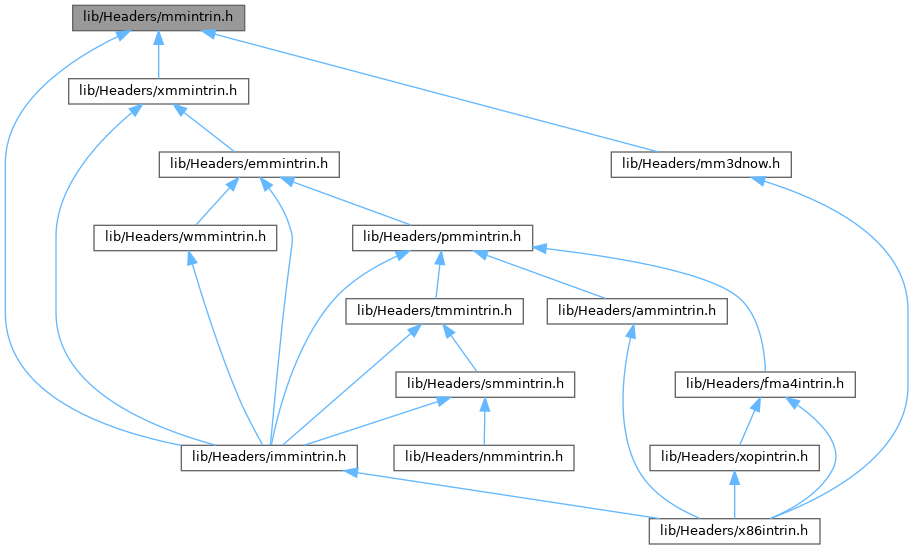 lib/Headers/mmintrin.h
lib/Headers/xmmintrin.h
lib/Headers/emmintrin.h
lib/Headers/mm3dnow.h
lib/Headers/wmmintrin.h
lib/Headers/pmmintrin.h
lib/Headers/tmmintrin.h
lib/Headers/ammintrin.h
lib/Headers/smmintrin.h
lib/Headers/fma4intrin.h
lib/Headers/immintrin.h
lib/Headers/nmmintrin.h
lib/Headers/xopintrin.h
lib/Headers/x86intrin.h